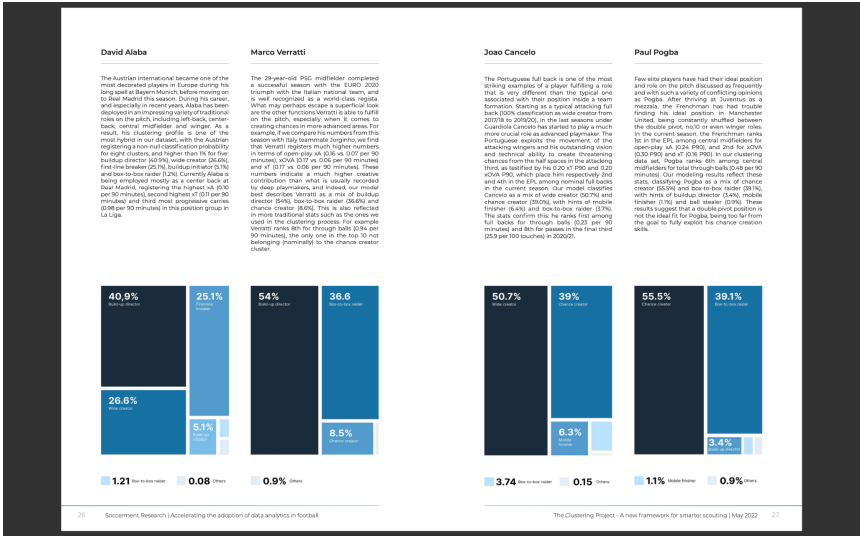 David Alaba
The Austrian international became one of the
most decorated players in Europe during his
long spell at Bayern Munich, before moving on
to Real Madrid this season. During his career,
and especially in recent years, Alaba has been
deployed in an impressing variety of traditional
roles on the pitch, including left-back, center-
back, central midfielder and winger. As a
result, his clustering profile is one of the
most hybrid in our dataset, with the Austrian
registering a non-null classification probability
for eight clusters, and higher than 1% for five:
buildup director (40.9%), wide creator (26.6%),
first-line breaker (25.1%), buildup initiator (5.1%)
and box-to-box raider (1.2%). Currently Alaba is
being employed mostly as a center back at
Real Madrid, registering the highest xA (0.10
per 90 minutes), second highest xT (0.11 per 90
minutes) and third most progressive carries
(0.98 per 90 minutes) in this position group in
La Liga.
40,9%
Build-up director
25.1%
First-line
breaker
26.6%
Wide creator
5.1%
Build-up
initiator
1.21 Box-to-box raider
0.08 Others
Marco Verratti
The 29-year-old PSG midfielder completed
a successful season with the EURO 2020
triumph with the Italian national team, and
is well recognized as a world-class regista.
What may perhaps escape a superficial look
are the other functions Verratti is able to fulfill
on the pitch, especially when it comes to
creating chances in more advanced areas. For
example, if we compare his numbers from this
season with Italy teammate Jorginho, we find
that Verratti registers much higher numbers
in terms of open-play xA (0.16 vs. 0.07 per 90
minutes), xOVA (0.17 vs. 0.06 per 90 minutes)
and xT (0.17 vs. 0.06 per 90 minutes). These
numbers indicate a much higher creative
contribution than what is usually recorded
by deep playmakers, and indeed, our model
best describes Verratti as a mix of buildup
director (54%), box-to-box (36.6%) and
chance creator (8.6%). This is also reflected
in more traditional stats such as the ones we
used in the clustering process. For example
Verratti ranks 8th for through balls (0.94 per
90 minutes), the only one in the top 10 not
belonging (nominally) to the chance creator
cluster.
54%
Build-up director
36.6
Box-to-box raider
8.5%
Chance creator
0.9% Others
Joao Cancelo
The Portuguese full back is one of the most
striking examples of a player fulfilling a role
that is very different than the typical one
associated with their position inside a team
formation. Starting as a typical attacking full
back (100% classification as wide creator from
2017/18 to 2019/20), in the last seasons under
Guardiola Cancelo has started to play a much
more crucial role as advanced playmaker. The
Portuguese exploits the movement of the
attacking wingers and his outstanding vision
and technical ability to create threatening
chances from the half spaces in the attacking
third, as testified by his 0.20 xT P90 and 0.20
xOVA P90, which place him respectively 2nd
and 4th in the EPL among nominal full backs
in the current season. Our model classifies
Cancelo as a mix of wide creator (50.7%) and
chance creator (39.0%), with hints of mobile
finisher (6.4%) and box-to-box raider (3.7%).
The stats confirm this: he ranks first among
full backs for through balls (0.23 per 90
minutes) and 8th for passes in the final third
(25.9 per 100 touches) in 2020/21.
50.7%
Wide creator
39%
Chance creator
6.3%
Mobile
finisher
3.74 Box-to-box raider
0.15 Others
Paul Pogba
Few elite players have had their ideal position
and role on the pitch discussed as frequently
and with such a variety of conflicting opinions
as Pogba. After thriving at Juventus as a
mezzala, the Frenchman has had trouble
finding his ideal position in Manchester
United, being constantly shuffled between
the double pivot, no.10 or even winger roles.
In the current season, the Frenchman ranks
1st in the EPL among central midfielders for
open-play xA (0.24 P90), and 2nd for xOVA
(0.30 P90) and xT (0.16 P90). In our clustering
data set, Pogba ranks 6th among central
midfielders for total through balls (0.48 per 90
minutes). Our modeling results reflect these
stats, classifying Pogba as a mix of chance
creator (55.5%) and box-to-box raider (39.1%),
with hints of buildup director (3.4%), mobile
finisher (1.1%) and ball stealer (0.9%). These
results suggest that a double pivot position is
not the ideal fit for Pogba, being too far from
the goal to fully exploit his chance creation
skills.
55.5%
Chance creator
39.1%
Box-to-box raider
3.4%
Build-up director
1.1% Mobile finisher
0.9% Others
26 Soccerment Research | Accelerating the adoption of data analytics in football
The Clustering Project - A new framework for smarter scouting | May 2022 27